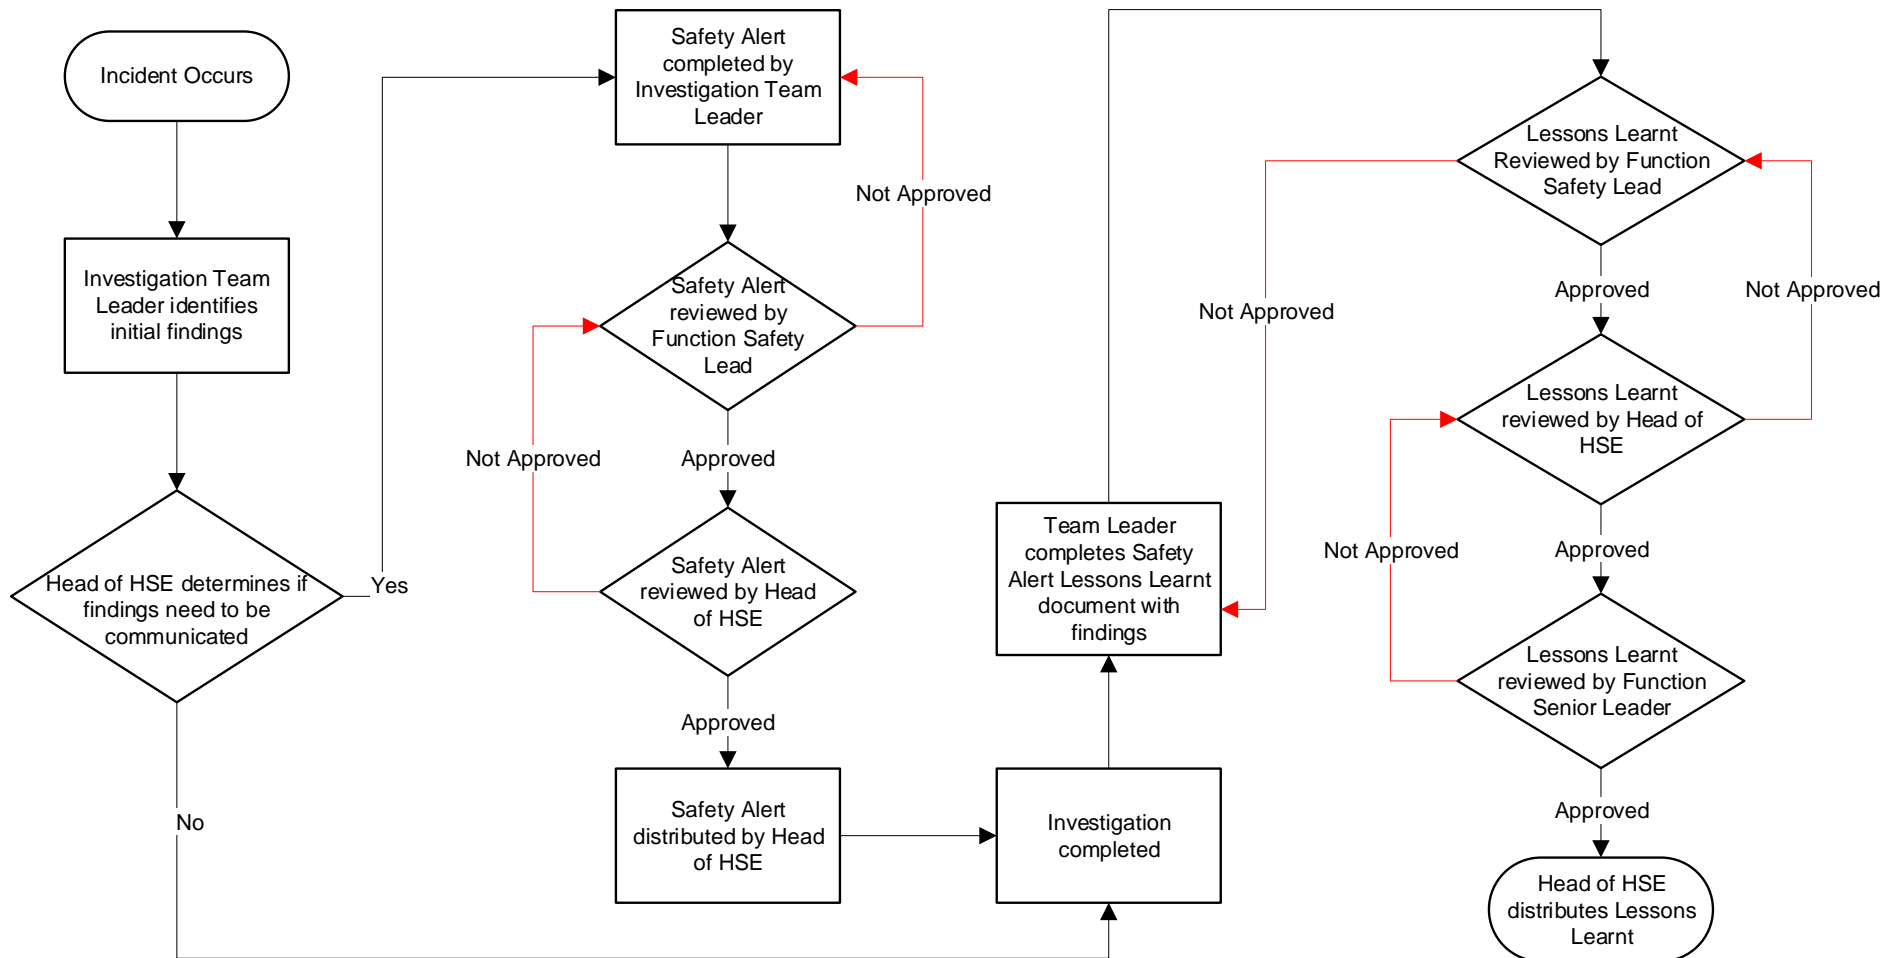 Incident Occurs
Investigation Team
Leader identifies
initial findings
Head of HSE determines if
findings need to be
communicated
Yes
No
Safety Alert
completed by
Investigation Team
Leader
Not Approved
Safety Alert
reviewed by
Function Safety
Lead
Not Approved
Approved
Safety Alert
reviewed by Head
of HSE
Approved
Safety Alert
distributed by Head
of HSE
Investigation
completed
Team Leader
completes Safety
Alert Lessons Learnt
document with
findings
Not Approved
Lessons Learnt
Reviewed by Function
Safety Lead
Approved
Not Approved
Lessons Learnt
reviewed by Head of
HSE
Not Approved
Approved
Lessons Learnt
reviewed by Function
Senior Leader
Approved
Head of HSE
distributes Lessons
Learnt